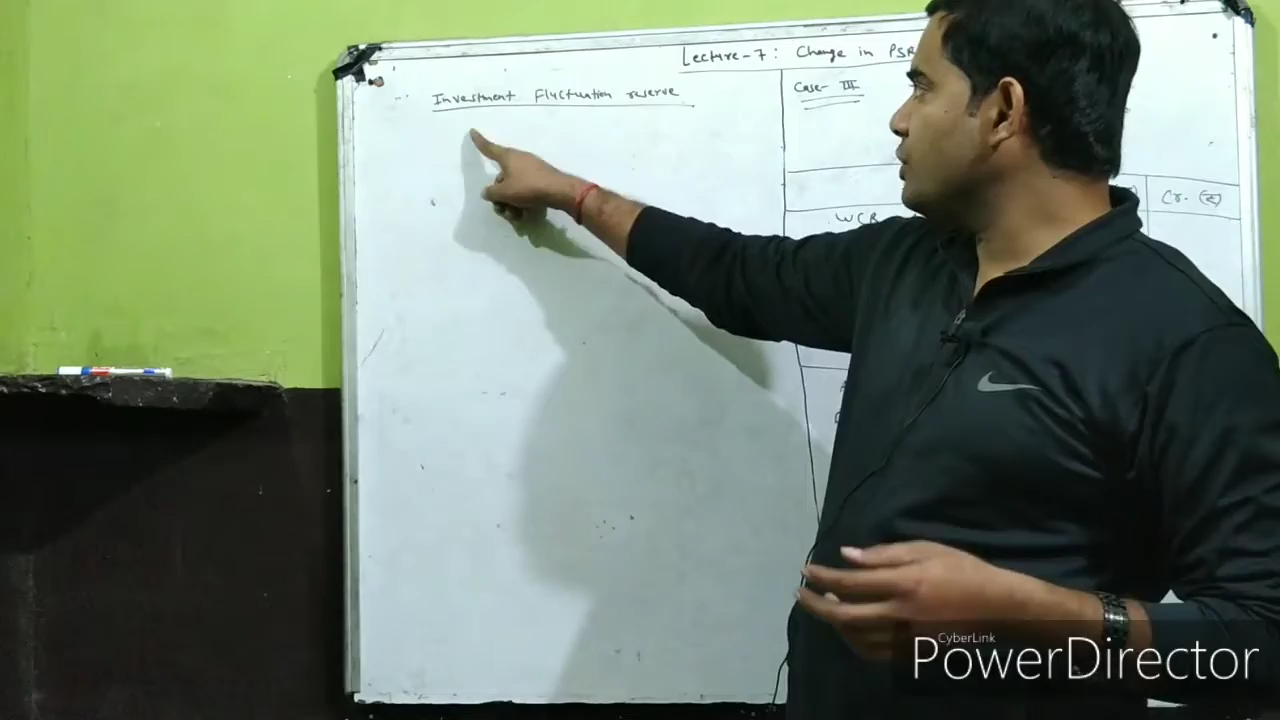 Lecture-7: Change in PSR
Investment Fluctuation reserve
Case- III
Cr. (₹)
WCR
CyberLink
PowerDirector